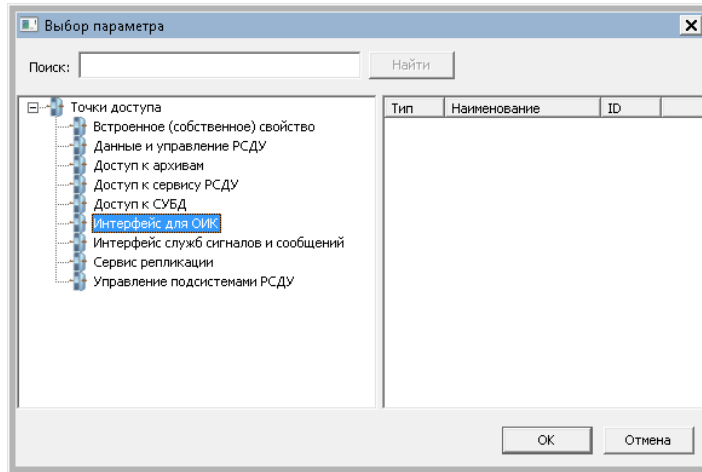 Выбор параметра
Поиск:
Найти
Точки доступа
Встроенное (собственное) свойство
Данные и управление РСДУ
Доступ к архивам
Доступ к сервису РСДУ
Доступ к СУБД
Интерфейс для ОИК
Интерфейс служб сигналов и сообщений
Сервис репликации
Управление подсистемами РСДУ
Тип Наименование ID
OK Отмена